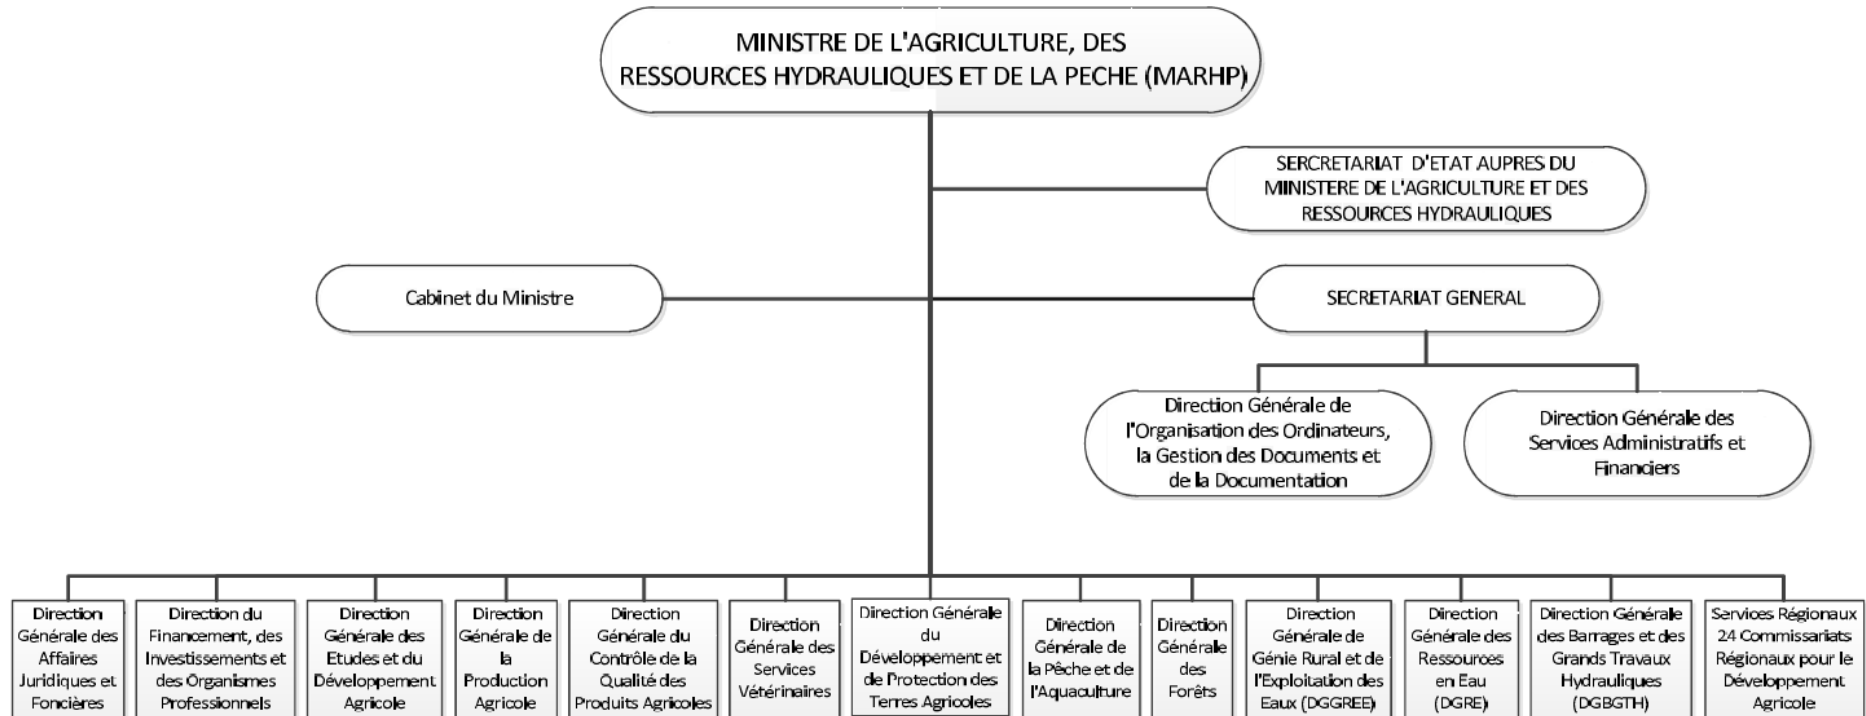 MINISTRE DE L'AGRICULTURE, DES
RESSOURCES HYDRAULIQUES ET DE LA PECHE (MARHP)
SERCRETARIAT D'ETAT AUPRES DU
MINISTERE DE L'AGRICULTURE ET DES
RESSOURCES HYDRAULIQUES
Cabinet du Ministre
SECRETARIAT GENERAL
Direction Générale de
l'Organisation des Ordinateurs,
la Gestion des Documents et
de la Documentation
Direction Générale des
Services Administratifs et
Financiers
Direction
Générale des
Affaires
Juridiques et
Foncières
Direction du
Financement, des
Investissements et
des Organismes
Professionnels
Direction
Générale des
Etudes et du
Développement
Agricole
Direction
Générale de
la
Production
Agricole
Direction
Générale du
Contrôle de la
Qualité des
Produits Agricoles
Direction
Générale des
Services
Vétérinaires
Direction Générale
du
Développement et
de Protection des
Terres Agricoles
Direction
Générale de
la Pêche et de
l'Aquaculture
Direction
Générale
des
Forêts
Direction
Générale de
Génie Rural et de
l'Exploitation des
Eaux (DGGREE)
Direction
Générale des
Ressources
en Eau
(DGRE)
Direction Générale
des Barrages et des
Grands Travaux
Hydrauliques
(DGBGTH)
Services Régionaux
24 Commissariats
Régionaux pour le
Développement
Agricole